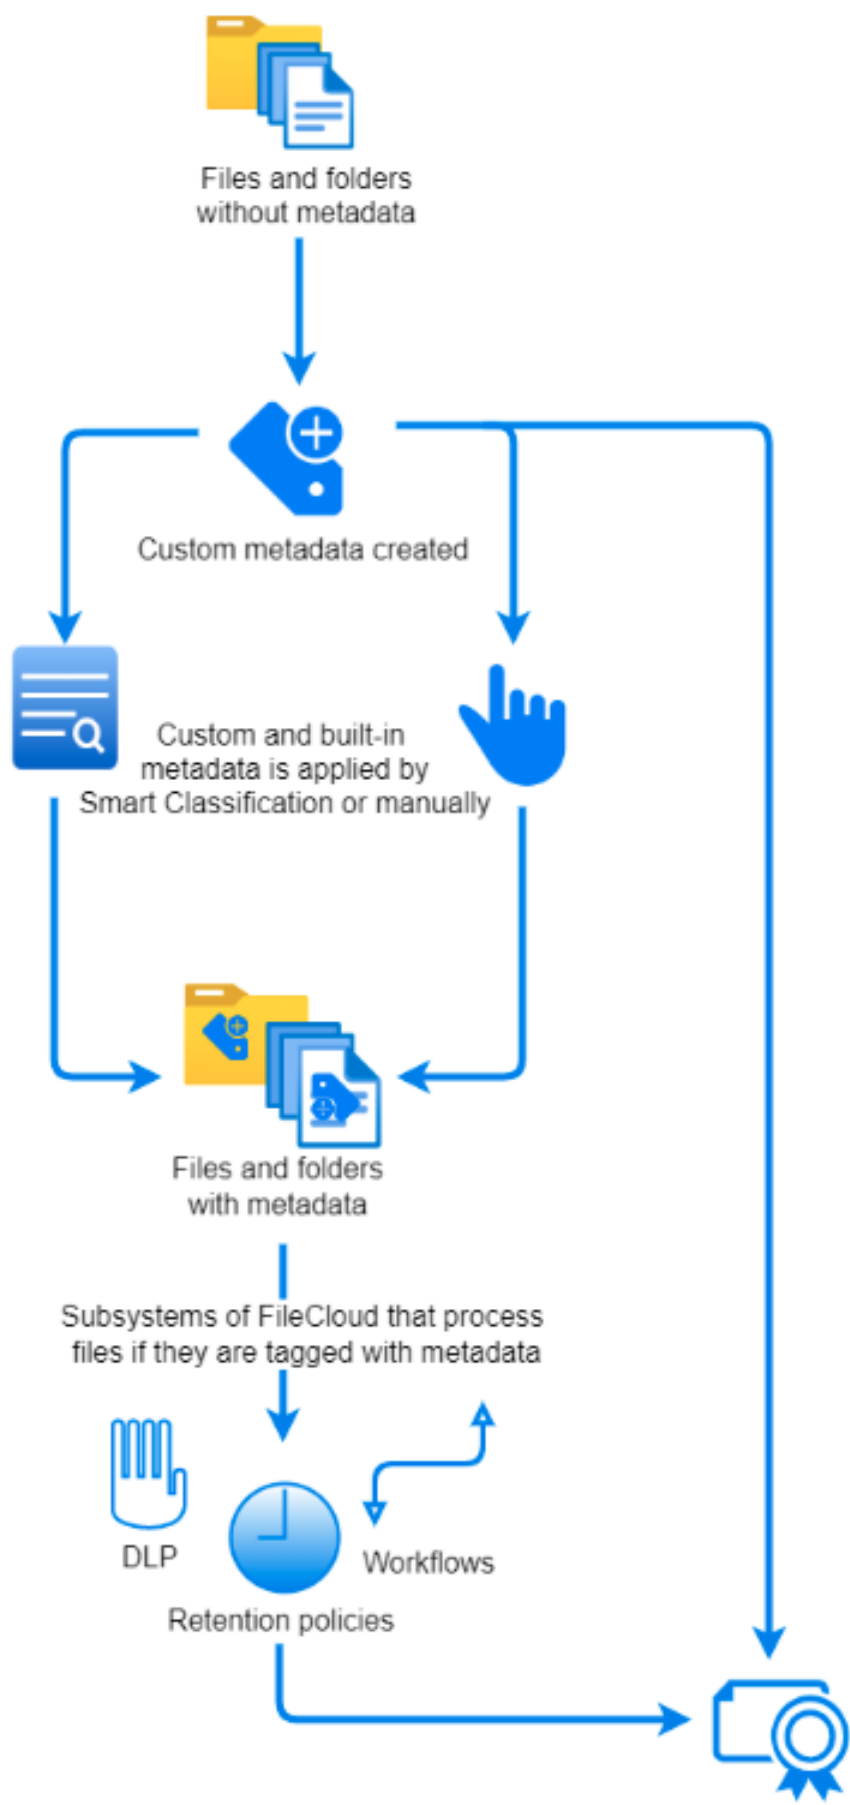 Files and folders
without metadata
Custom metadata created
Custom and built-in
metadata is applied by
Smart Classification or manually
Files and folders
with metadata
Subsystems of FileCloud that process
files if they are tagged with metadata
DLP
Workflows
Retention policies